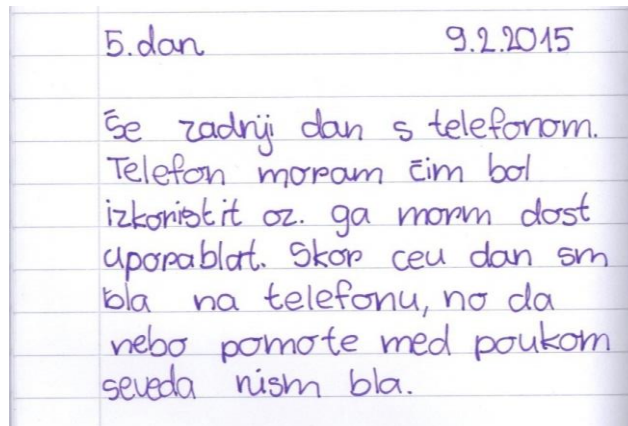 5. dan 9.2.2015
Še zadnji dan s telefonom.
Telefon moram čim bol
izkoristit oz. ga morm dost
uporablat. Skor ceu dan sm
bla na telefonu, no da
nebo pomote med poukom
seveda nism bla.